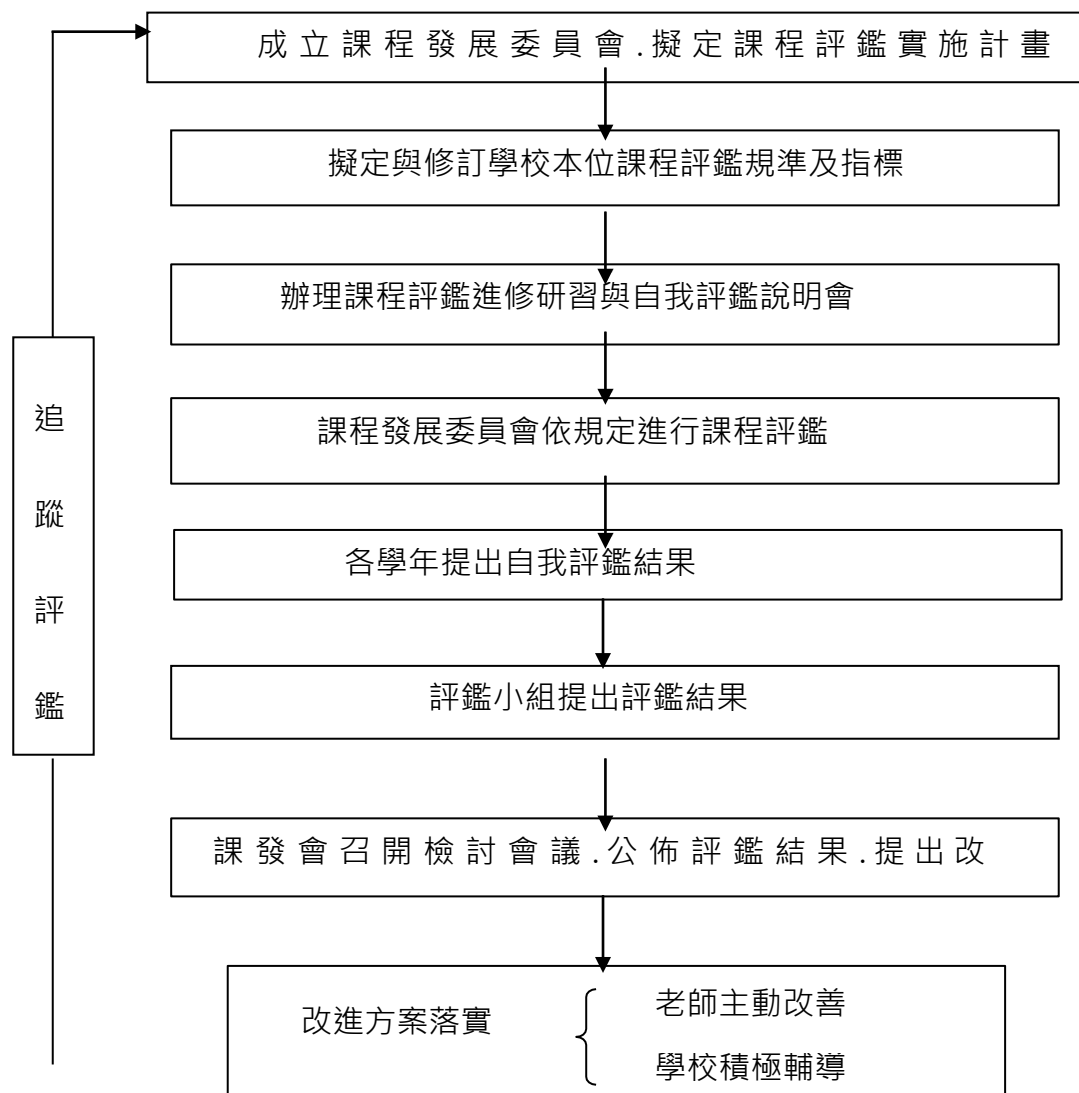 成立課程發展委員會.擬定課程評鑑實施計畫
擬定與修訂學校本位課程評鑑規準及指標
辦理課程評鑑進修研習與自我評鑑說明會
課程發展委員會依規定進行課程評鑑
各學年提出自我評鑑結果
評鑑小組提出評鑑結果
課發會召開檢討會議.公佈評鑑結果.提出改
改進方案落實
老師主動改善
學校積極輔導
追蹤評鑑